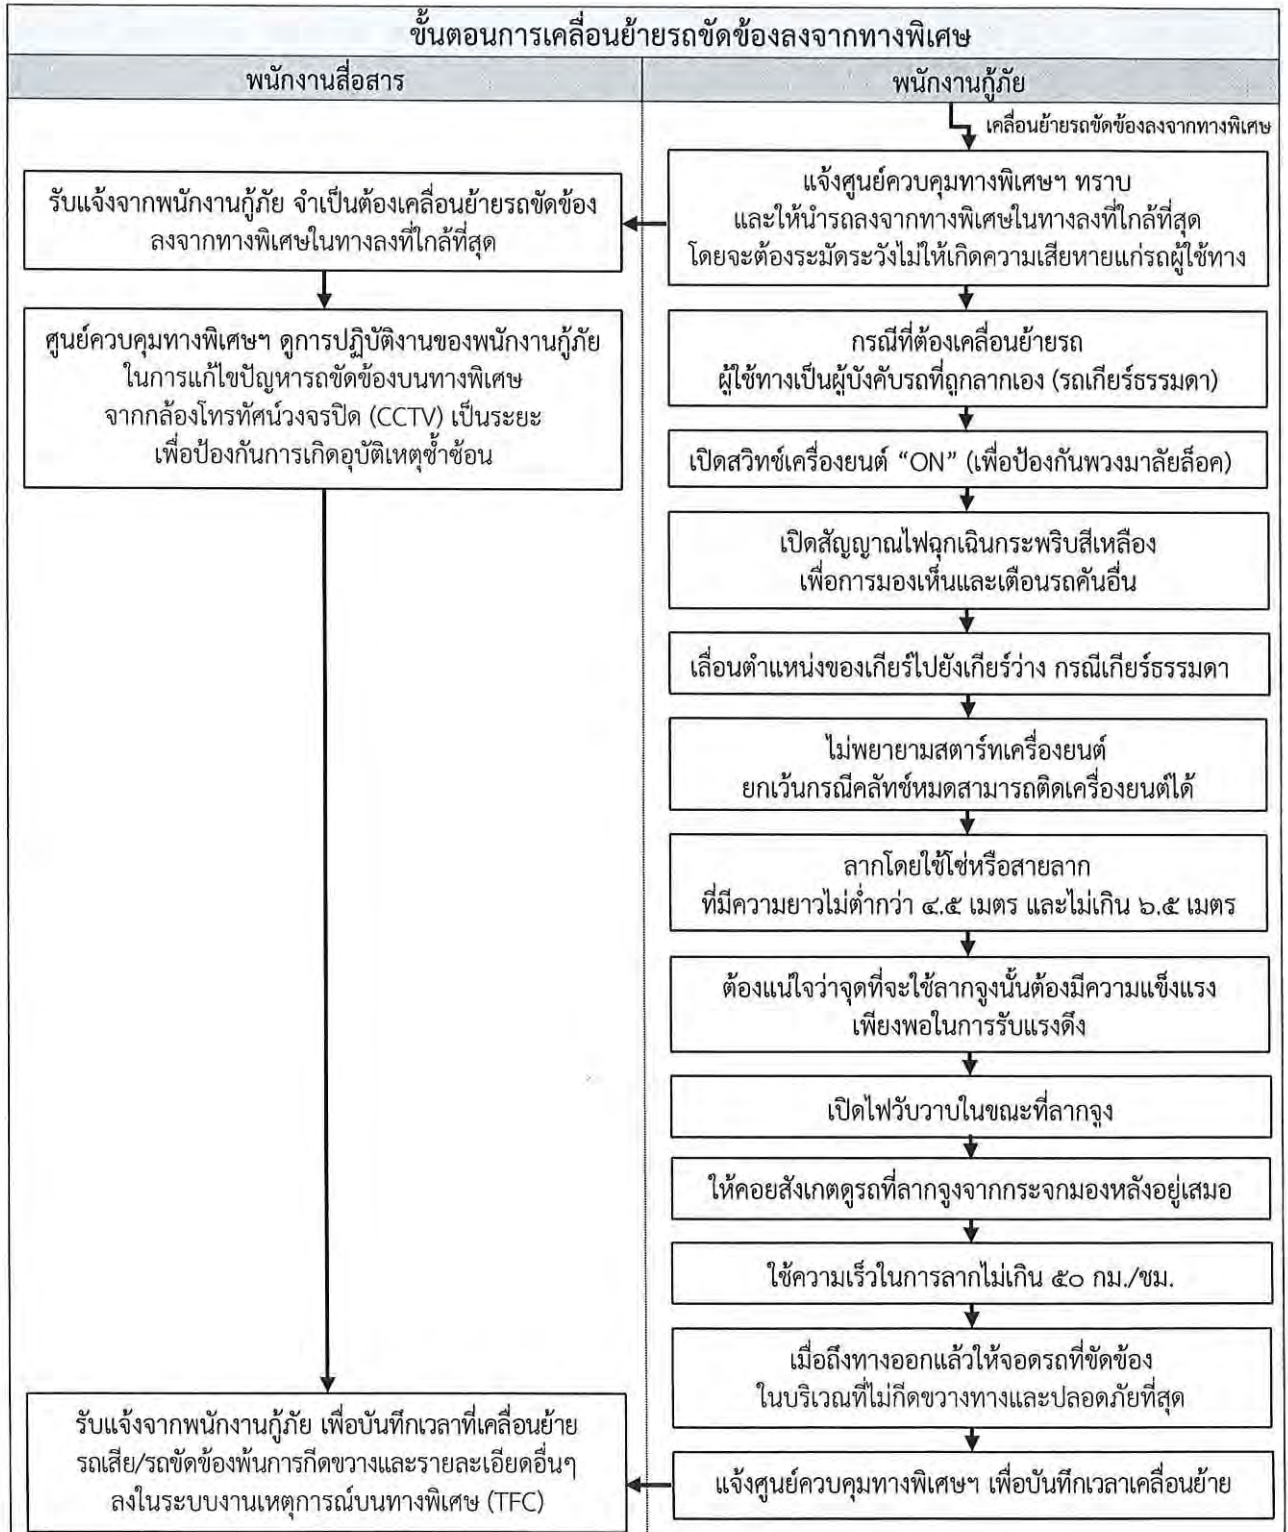 ขั้นตอนการเคลื่อนย้ายรถขัดข้องลงจากทางพิเศษ
พนักงานสื่อสาร
พนักงานกู้ภัย
เคลื่อนย้ายรถขัดข้องลงจากทางพิเศษ
แจ้งศูนย์ควบคุมทางพิเศษฯ ทราบ
และให้นำรถลงจากทางพิเศษในทางลงที่ใกล้ที่สุด
โดยจะต้องระมัดระวังไม่ให้เกิดความเสียหายแก่รถผู้ใช้ทาง
รับแจ้งจากพนักงานกู้ภัย จำเป็นต้องเคลื่อนย้ายรถขัดข้อง
ลงจากทางพิเศษในทางลงที่ใกล้ที่สุด
ศูนย์ควบคุมทางพิเศษฯ ดูการปฏิบัติงานของพนักงานกู้ภัย
ในการแก้ไขปัญหารถขัดข้องบนทางพิเศษ
จากกล้องโทรทัศน์วงจรปิด (CCTV) เป็นระยะ
เพื่อป้องกันการเกิดอุบัติเหตุซ้ำซ้อน
กรณีที่ต้องเคลื่อนย้ายรถ
ผู้ใช้ทางเป็นผู้บังคับรถที่ถูกลากเอง (รถเกียร์ธรรมดา)
เปิดสวิทซ์เครื่องยนต์ “ON” (เพื่อป้องกันพวงมาลัยล็อค)
เปิดสัญญาณไฟฉุกเฉินกระพริบสีเหลือง
เพื่อการมองเห็นและเตือนรถคันอื่น
เลื่อนตำแหน่งของเกียร์ไปยังเกียร์ว่าง กรณีเกียร์ธรรมดา
ไม่พยายามสตาร์ทเครื่องยนต์
ยกเว้นกรณีคลัทช์หมดสามารถติดเครื่องยนต์ได้
ลากโดยใช้โซ่หรือสายลาก
ที่มีความยาวไม่ต่ำกว่า ๔.๕ เมตร และไม่เกิน ๖.๕ เมตร
ต้องแน่ใจว่าจุดที่จะใช้ลากจูงนั้นต้องมีความแข็งแรง
เพียงพอในการรับแรงดึง
เปิดไฟวับวาบในขณะที่ลากจูง
ให้คอยสังเกตดูรถที่ลากจูงจากกระจกมองหลังอยู่เสมอ
ใช้ความเร็วในการลากไม่เกิน ๕๐ กม./ชม.
เมื่อถึงทางออกแล้วให้จอดรถที่ขัดข้อง
ในบริเวณที่ไม่กีดขวางทางและปลอดภัยที่สุด
แจ้งศูนย์ควบคุมทางพิเศษฯ เพื่อบันทึกเวลาเคลื่อนย้าย
รับแจ้งจากพนักงานกู้ภัย เพื่อบันทึกเวลาที่เคลื่อนย้าย
รถเสีย/รถขัดข้องพ้นการกีดขวางและรายละเอียดอื่นๆ
ลงในระบบงานเหตุการณ์บนทางพิเศษ (TFC)